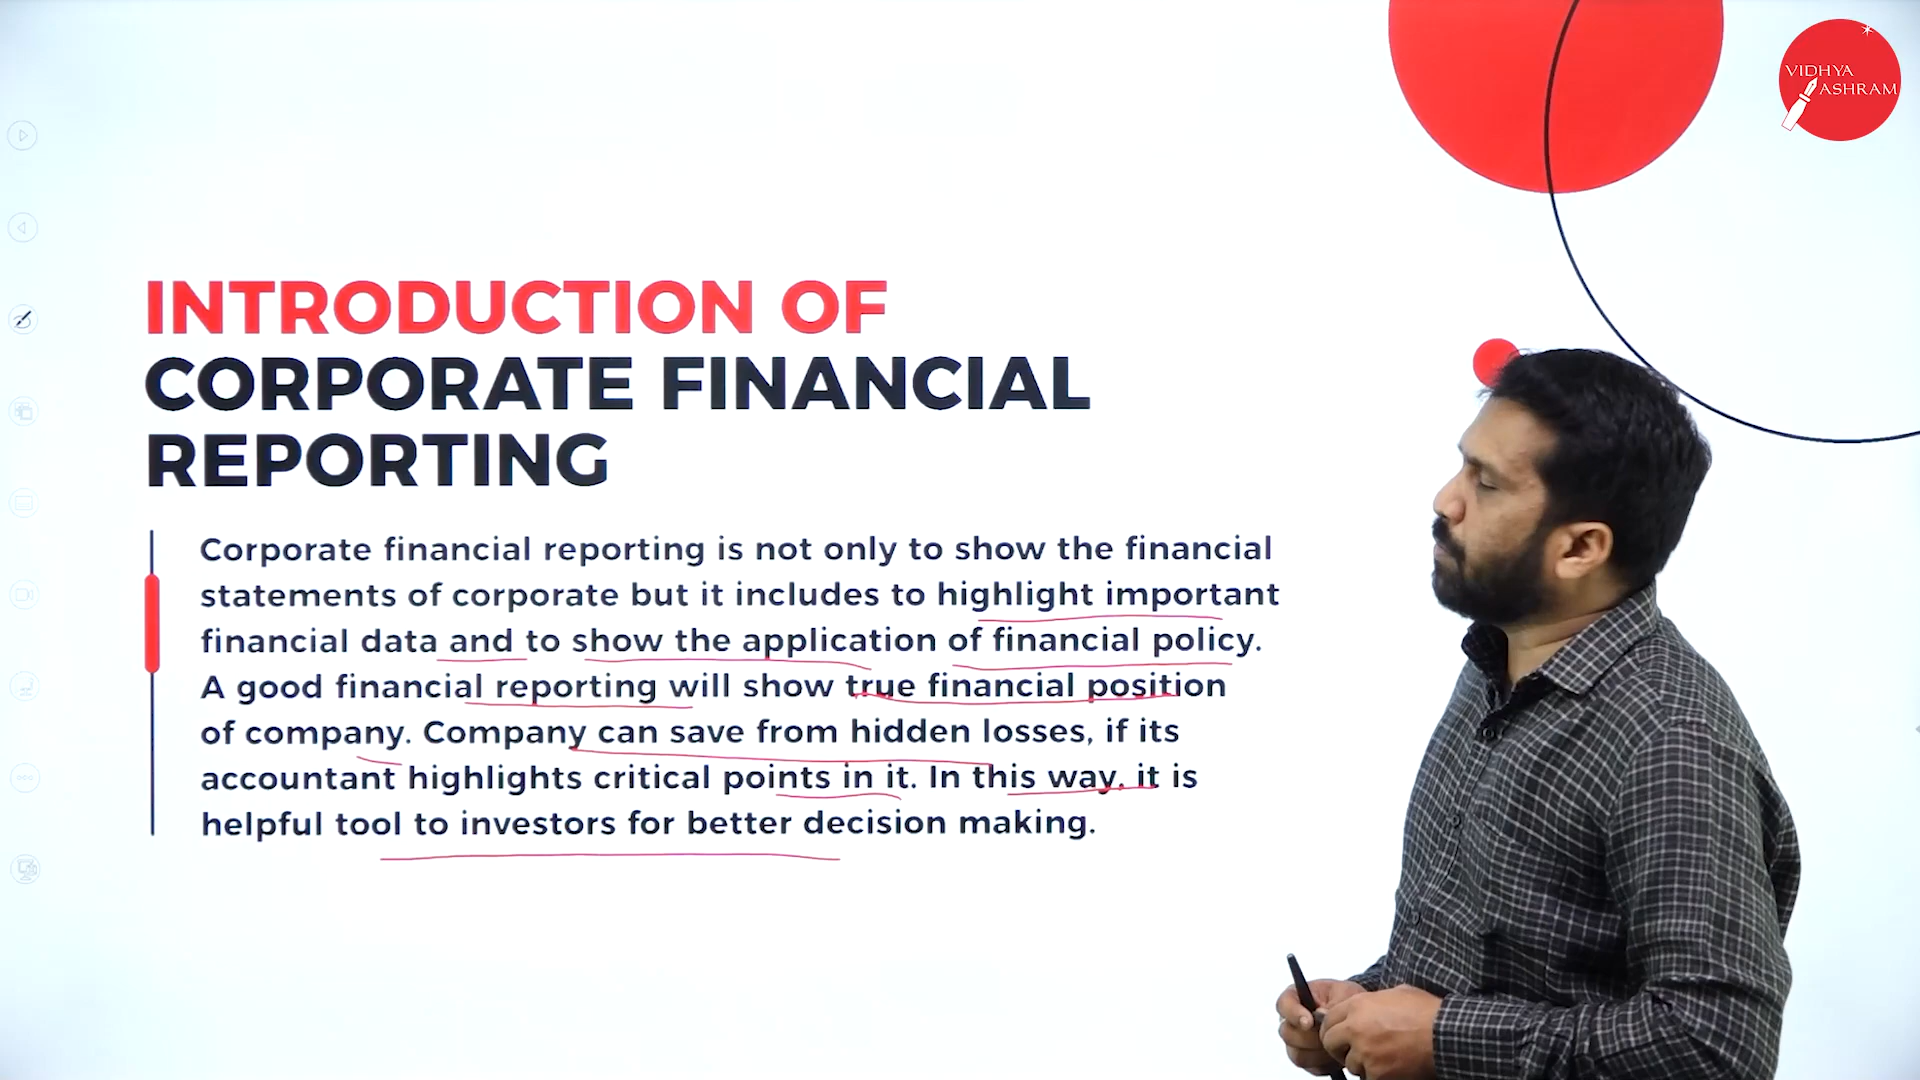 VIDHYA
ASHRAM
INTRODUCTION OF
CORPORATE FINANCIAL
REPORTING
Corporate financial reporting is not only to show the financial
statements of corporate but it includes to highlight important
financial data and to show the application of financial policy.
A good financial reporting will show true financial position
of company. Company can save from hidden losses, if its
accountant highlights critical points in it. In this way, it is
helpful tool to investors for better decision making.